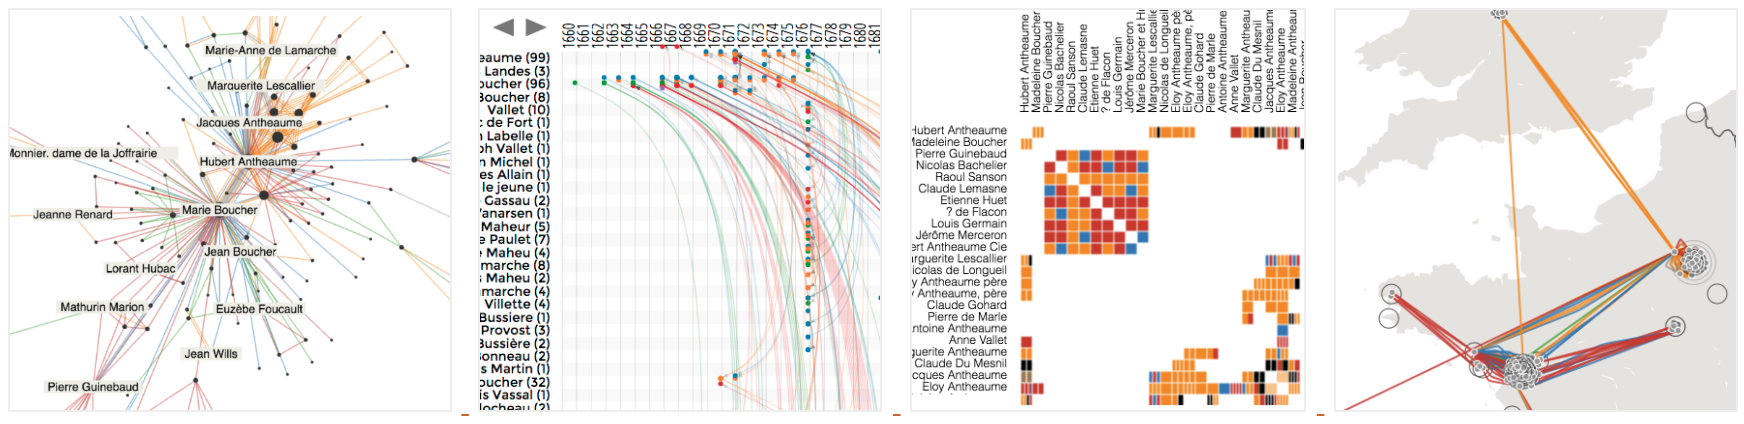 Marie-Anne de Lamarche
Marguerite Lescallier
Jacques Antheaume
Monnier. dame de la Joffrairie
Hubert Antheaume
Jeanne Renard
Marie Boucher
Jean Boucher
Lorant Hubac
Mathurin Marion
Euzèbe Foucault
Jean Wills
Pierre Guinebaud
1660 1661 1662 1663 1664 1665 1666 1667 1668 1669 1670 1671 1672 1673 1674 1675 1676 1677 1678 1679 1680 1681
eaume (99)
Landes (3)
oucher (96)
Boucher (8)
Vallet (10)
c de Fort (1)
n Labelle (1)
ph Vallet (1)
n Michel (1)
es Allain (1)
le jeune (1)
Gassau (2)
Vanarsen (1)
Maheur (5)
e Paulet (7)
e Maheu (4)
marche (8)
s Maheu (2)
marche (4)
Villette (4)
Bussiere (1)
Provost (3)
Bussière (2)
onneau (2)
s Martin (1)
oucher (32)
is Vassal (1)
locheau (2)
Hubert Antheaume
Madeleine Boucher
Pierre Guinebaud
Nicolas Bachelier
Raoul Sanson
Claude Lemasne
Etienne Huet
? de Flacon
Louis Germain
Jérôme Merceron
Marie Boucher et H
Marguerite Lescallie
Nicolas de Longueil
Eloy Antheaume pè
Eloy Antheaume, pè
Claude Gohard
Pierre de Marle
Antoine Antheaume
Anne Vallet
Marguerite Antheau
Claude Du Mesnil
Jacques Antheaum
Eloy Antheaume
Madeleine Antheau
Hubert Antheaume
Madeleine Boucher
Pierre Guinebaud
Nicolas Bachelier
Raoul Sanson
Claude Lemasne
Etienne Huet
? de Flacon
Louis Germain
Jérôme Merceron
ert Antheaume Cie
arguerite Lescallier
icolas de Longueil
y Antheaume père
y Antheaume, père
Claude Gohard
Pierre de Marle
ntoine Antheaume
Anne Vallet
guerite Antheaume
Claude Du Mesnil
cques Antheaume
Eloy Antheaume